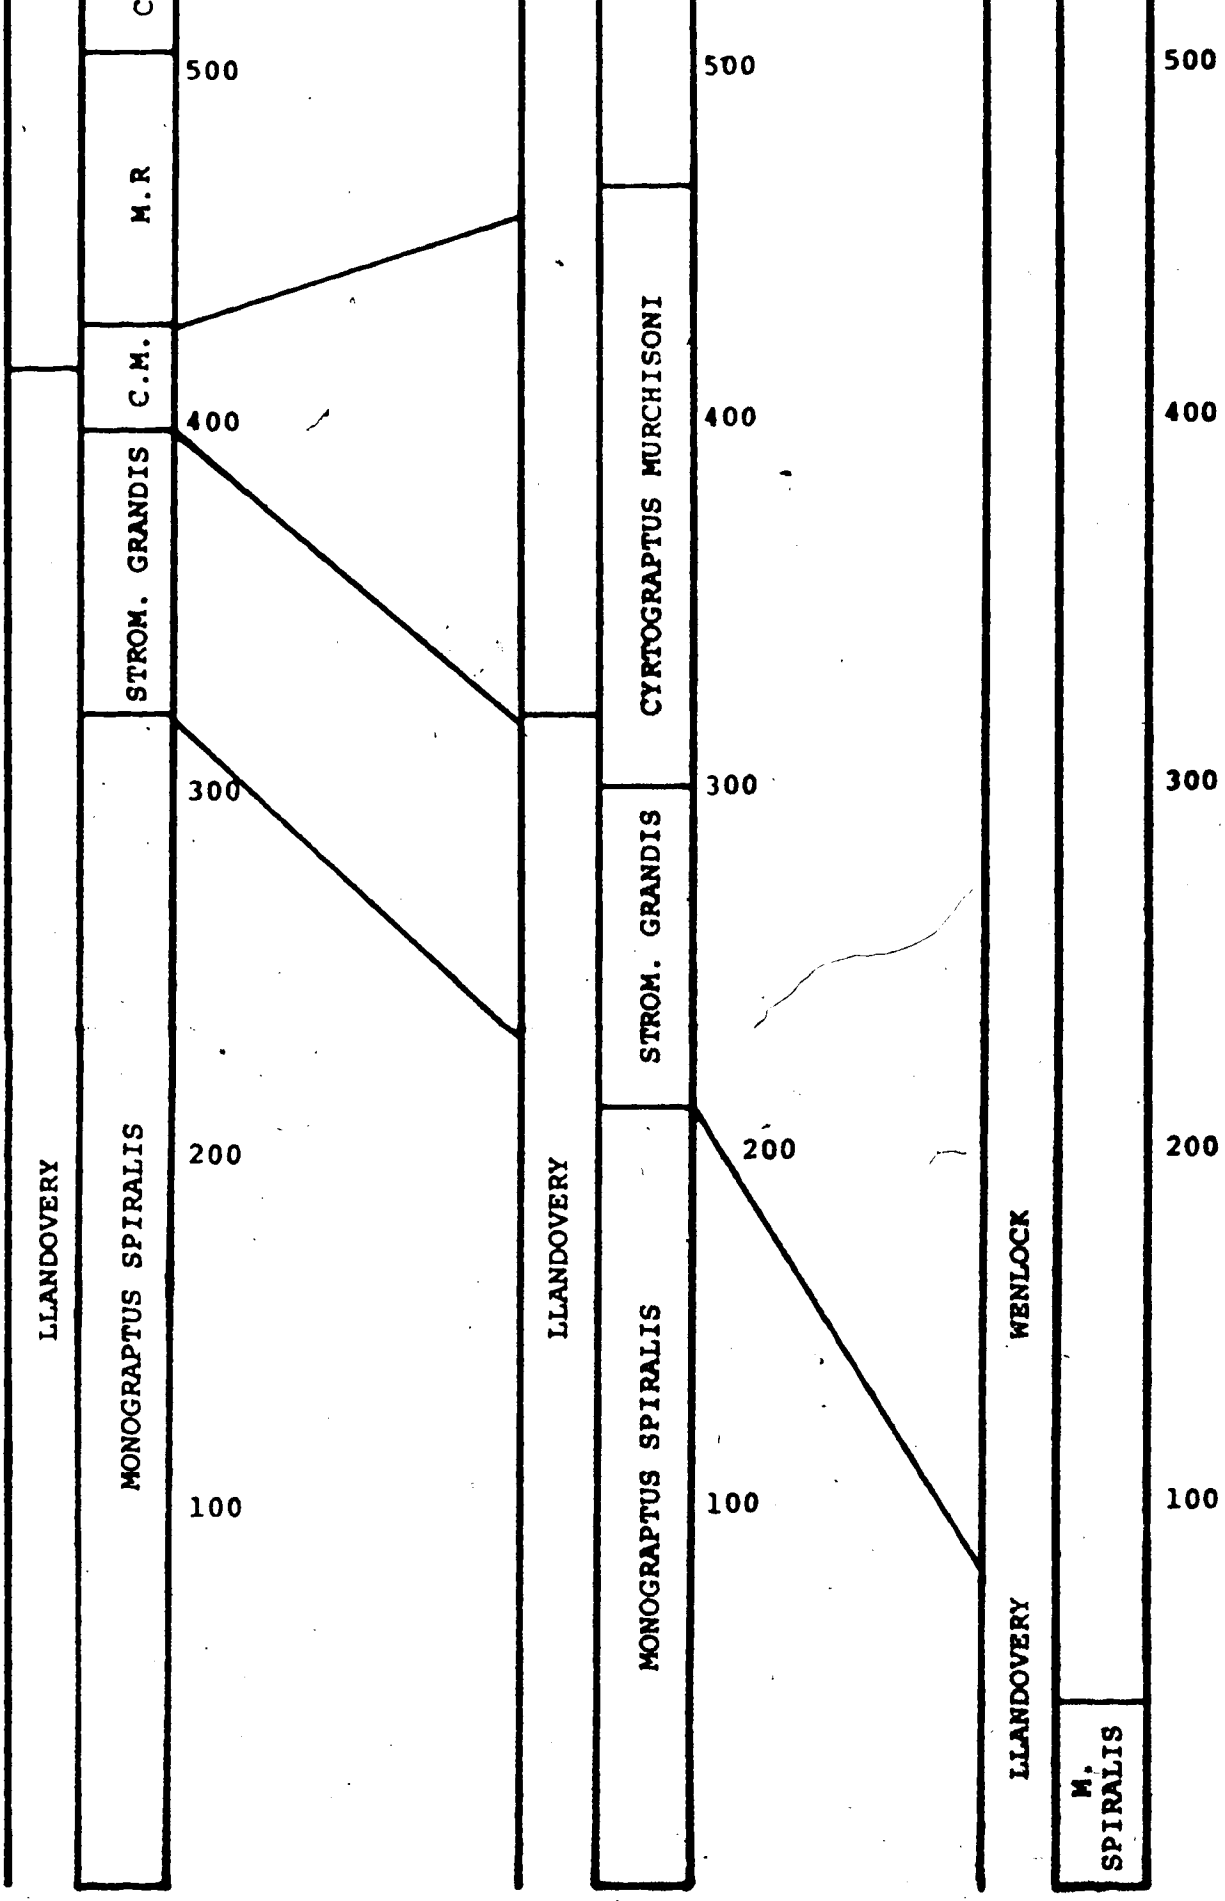 C
M.R
C.M.
STROM. GRANDIS
MONOGRAPTUS SPIRALIS
LLANDOVERY
500
400
300
200
100
LLANDOVERY
CYRTOGRAPTUS MURCHISONI
STROM. GRANDIS
MONOGRAPTUS SPIRALIS
500
400
300
200
100
WENLOCK
LLANDOVERY
M.
SPIRALIS
500
400
300
200
100